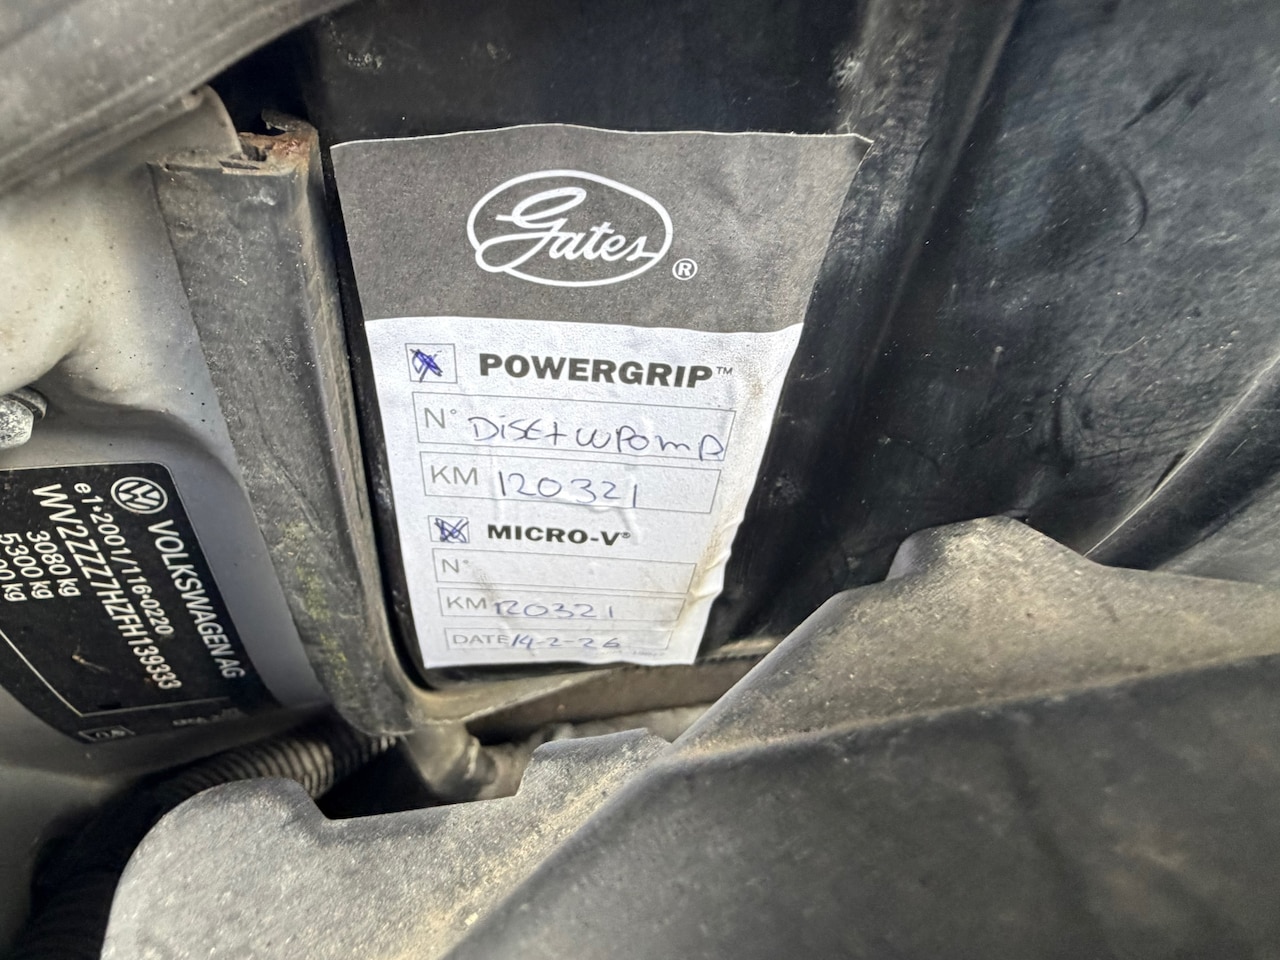 Gates®
POWERGRIP™
N° Dist+wpomp
KM 120321
MICRO-V®
N°
KM 120321
DATE 14-2-26
VOLKSWAGEN AG
e1*2001/116-0220
WV2ZZZ7HZFH139333
3080 kg
5300 kg